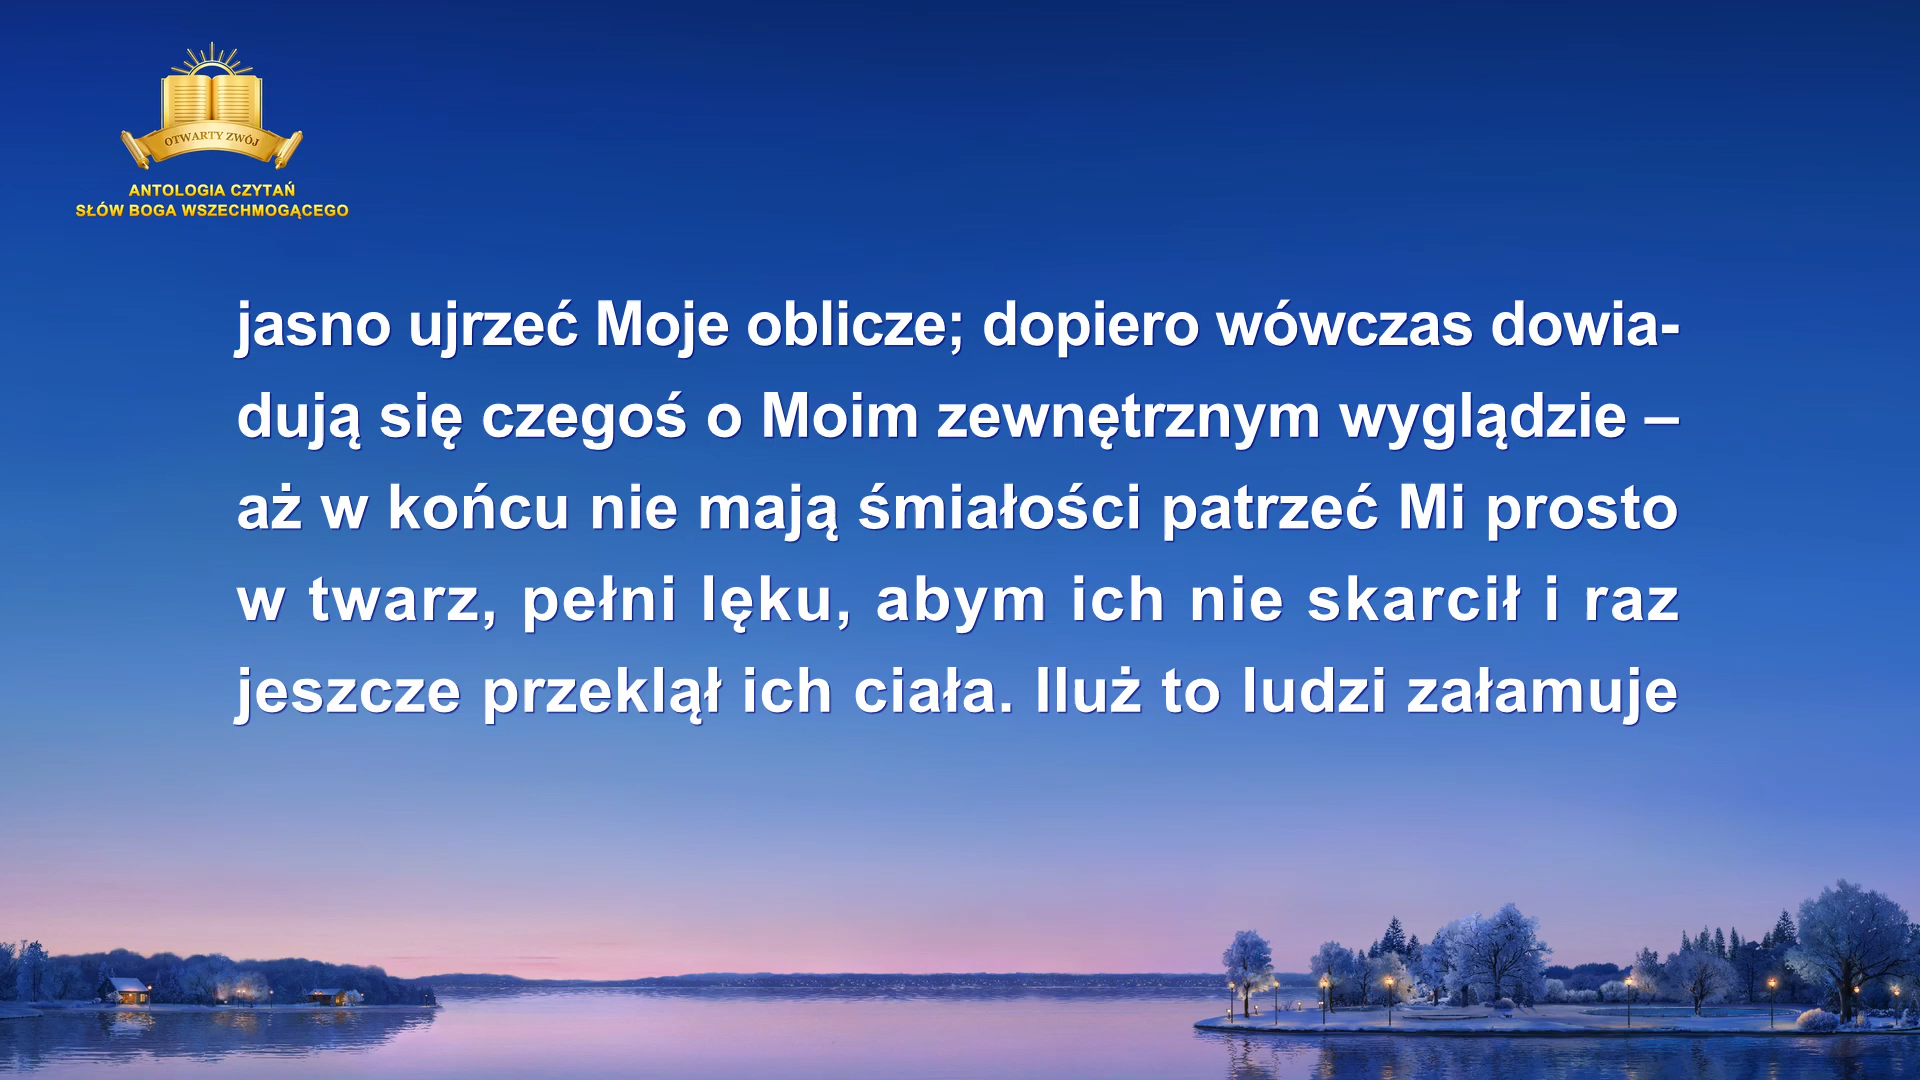 OTWARTY ZWÓJ
ANTOLOGIA CZYTAŃ
SŁÓW BOGA WSZECHMOGĄCEGO
jasno ujrzeć Moje oblicze; dopiero wówczas dowia-
dują się czegoś o Moim zewnętrznym wyglądzie –
aż w końcu nie mają śmiałości patrzeć Mi prosto
w twarz, pełni lęku, abym ich nie skarcił i raz
jeszcze przeklął ich ciała. Iluż to ludzi załamuje